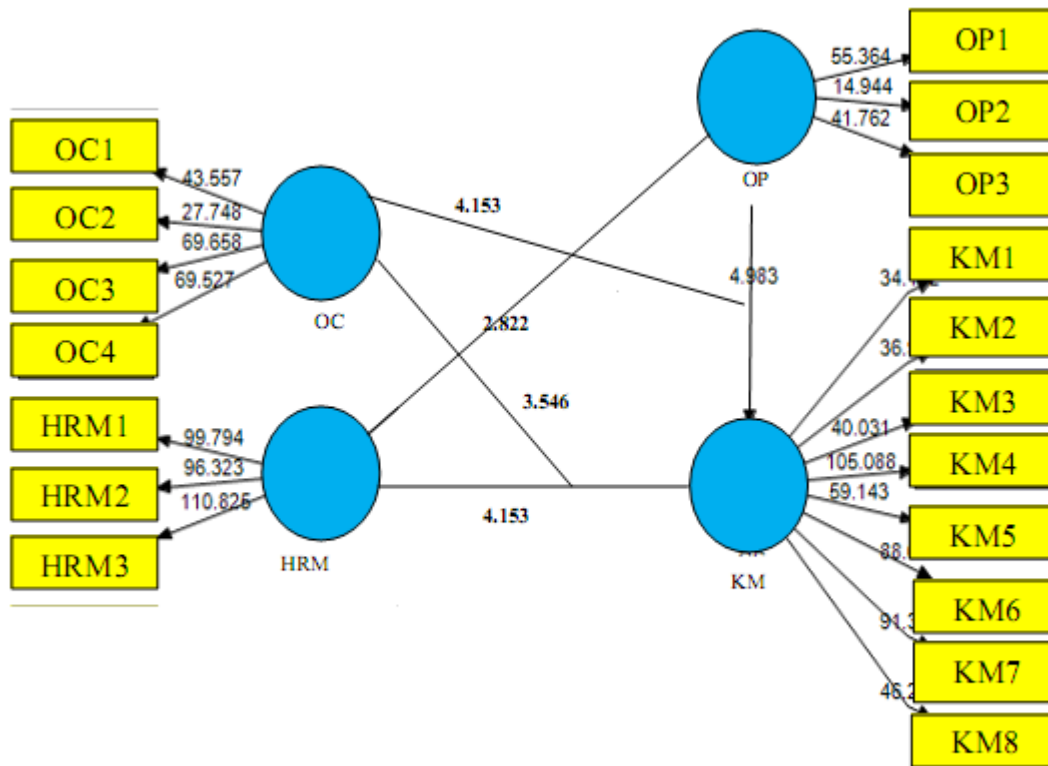 OC1
OC2
OC3
OC4
43.557
27.748
69.658
69.527
OC
HRM1
HRM2
HRM3
99.794
96.323
110.825
HRM
4.153
2.822
3.546
4.153
4.983
OP
55.364
14.944
41.762
OP1
OP2
OP3
KM
40.031
105.088
59.143
KM1
KM2
KM3
KM4
KM5
KM6
KM7
KM8